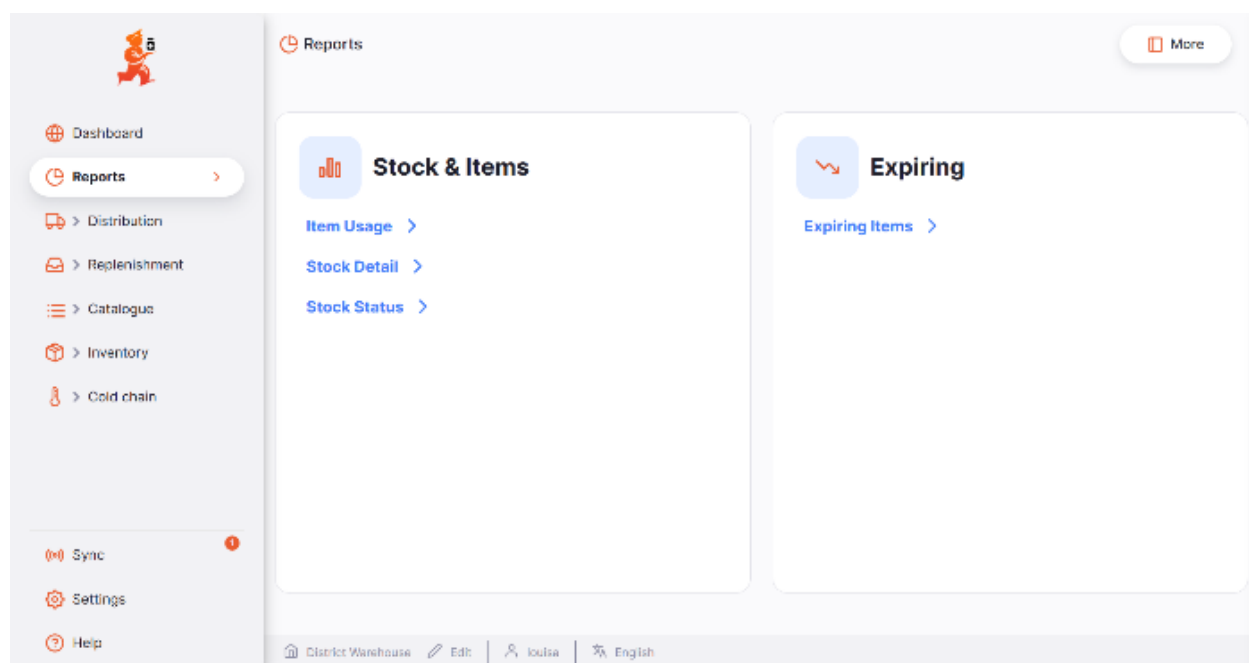 Reports
More
Dashboard
Reports
Distribution
Replenishment
Catalogue
Inventory
Cold chain
Stock & Items
Item Usage
Stock Detail
Stock Status
Expiring
Expiring Items
Sync
1
Settings
Help
District Warehouse Edit louise English